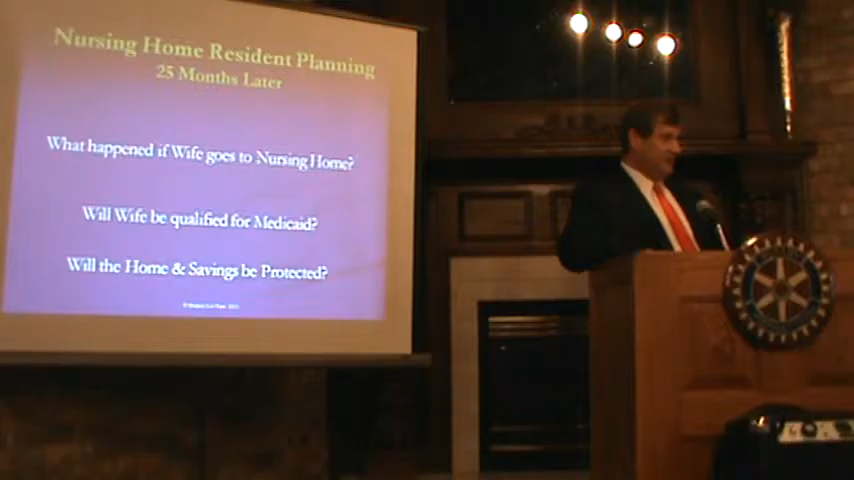 Nursing Home Resident Planning
25 Months Later
What happened if Wife goes to Nursing Home?
Will Wife be qualified for Medicaid?
Will the Home & Savings be Protected?